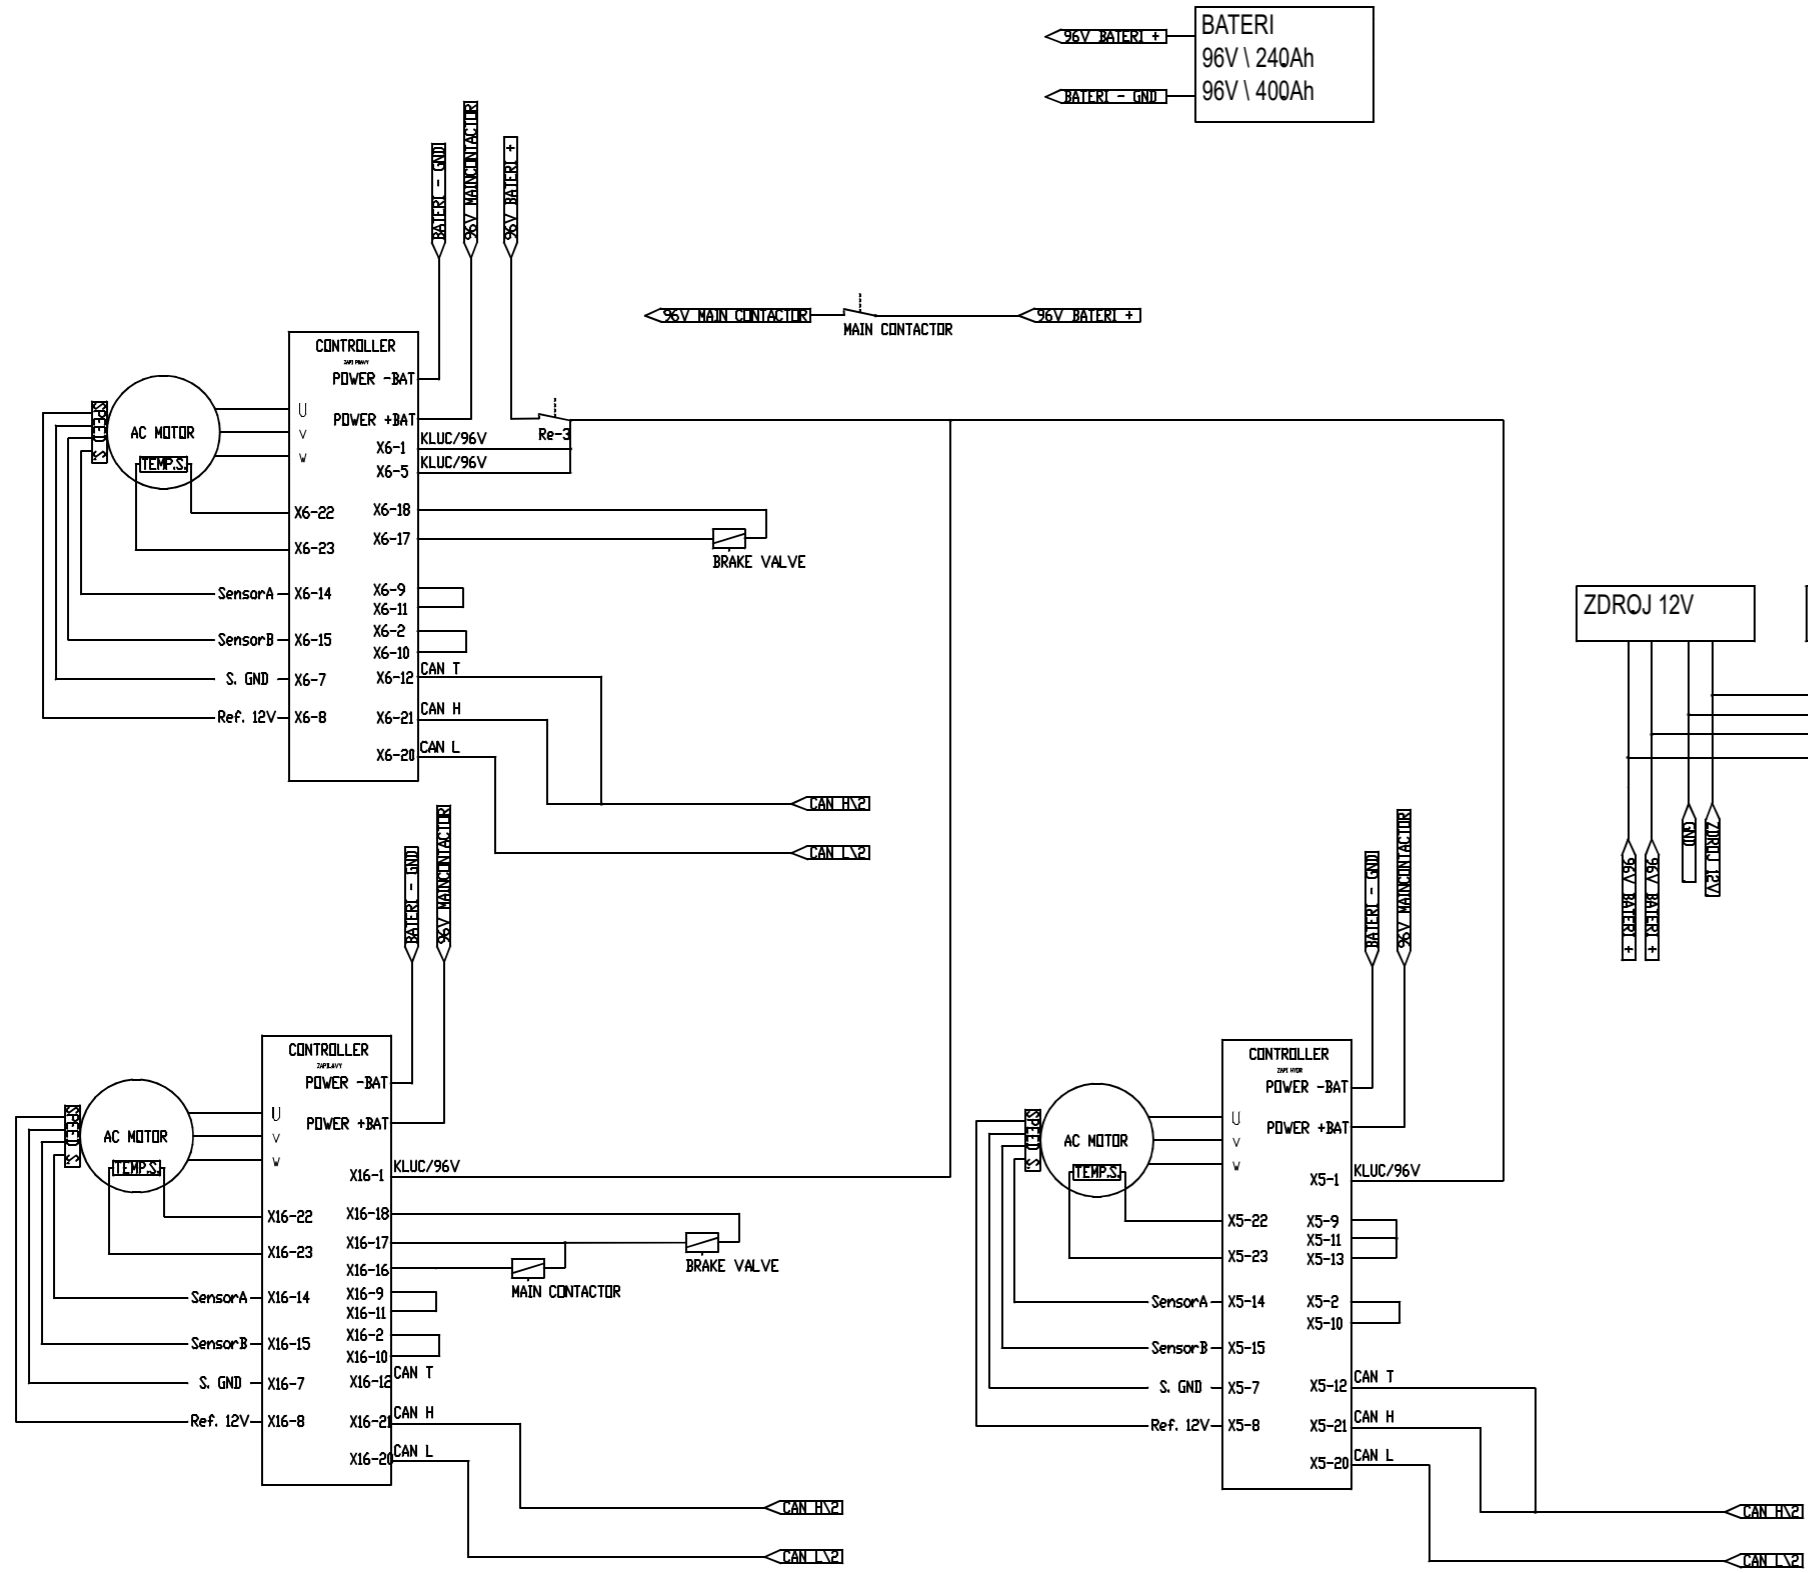 BATERI
96V \ 240Ah
96V \ 400Ah
96V BATERI +
BATERI - GND
BATERI - GND
96V MAINCONTACTOR
96V BATERI +
96V MAIN CONTACTOR
MAIN CONTACTOR
96V BATERI +
CONTROLLER
ZAPI PRAVY
POWER -BAT
POWER +BAT
U
V
W
AC MOTOR
TEMP.S.
SPEED S.
Re-3
X6-1
KLUC/96V
X6-5
KLUC/96V
X6-22
X6-18
X6-23
X6-17
BRAKE VALVE
SensorA
X6-14
X6-9
X6-11
SensorB
X6-15
X6-2
X6-10
S. GND
X6-7
X6-12
CAN T
Ref. 12V
X6-8
X6-21
CAN H
X6-20
CAN L
CAN H\2
CAN L\2
ZDROJ 12V
96V BATERI +
96V BATERI +
GND
ZDROJ 12V
BATERI - GND
96V MAINCONTACTOR
CONTROLLER
POWER -BAT
POWER +BAT
U
V
W
AC MOTOR
TEMP.S.
SPEED S.
X16-1
KLUC/96V
X16-22
X16-18
X16-23
X16-17
BRAKE VALVE
X16-16
MAIN CONTACTOR
SensorA
X16-14
X16-9
X16-11
SensorB
X16-15
X16-2
X16-10
S. GND
X16-7
X16-12
CAN T
Ref. 12V
X16-8
X16-21
CAN H
X16-20
CAN L
CAN H\2
CAN L\2
BATERI - GND
96V MAINCONTACTOR
CONTROLLER
ZAPI HYDR
POWER -BAT
POWER +BAT
U
V
W
AC MOTOR
TEMP.S.
SPEED S.
X5-1
KLUC/96V
X5-22
X5-9
X5-11
X5-23
X5-13
SensorA
X5-14
X5-2
X5-10
SensorB
X5-15
S. GND
X5-7
X5-12
CAN T
Ref. 12V
X5-8
X5-21
CAN H
X5-20
CAN L
CAN H\2
CAN L\2